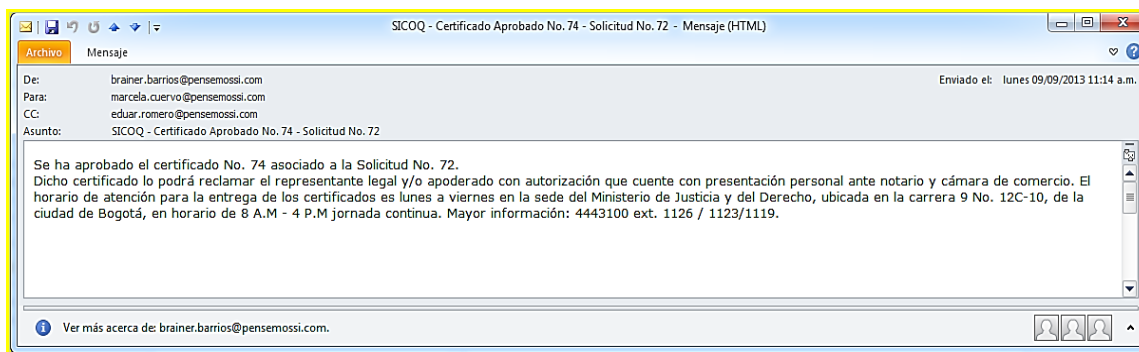 SICOQ - Certificado Aprobado No. 74 - Solicitud No. 72 - Mensaje (HTML)
Archivo Mensaje
De: brainer.barrios@pensemossi.com Enviado el: lunes 09/09/2013 11:14 a.m.
Para: marcela.cuervo@pensemossi.com
CC: eduar.romero@pensemossi.com
Asunto: SICOQ - Certificado Aprobado No. 74 - Solicitud No. 72
Se ha aprobado el certificado No. 74 asociado a la Solicitud No. 72.
Dicho certificado lo podrá reclamar el representante legal y/o apoderado con autorización que cuente con presentación personal ante notario y cámara de comercio. El
horario de atención para la entrega de los certificados es lunes a viernes en la sede del Ministerio de Justicia y del Derecho, ubicada en la carrera 9 No. 12C-10, de la
ciudad de Bogotá, en horario de 8 A.M - 4 P.M jornada continua. Mayor información: 4443100 ext. 1126 / 1123/1119.
Ver más acerca de: brainer.barrios@pensemossi.com.